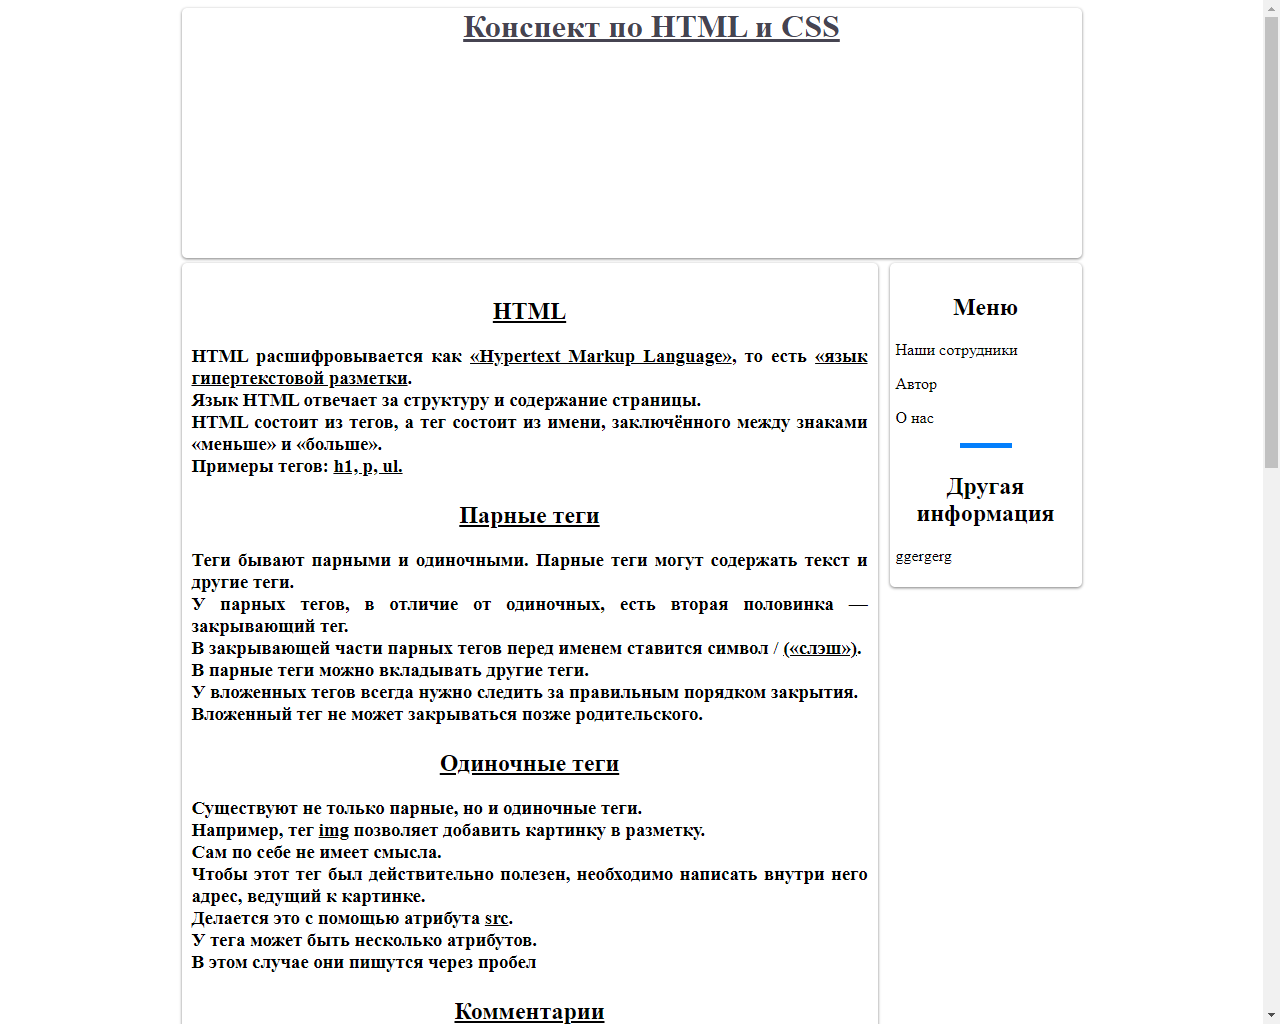 Конспект по HTML и CSS
HTML
HTML расшифровывается как «Hypertext Markup Language», то есть «язык
гипертекстовой разметки.
Язык HTML отвечает за структуру и содержание страницы.
HTML состоит из тегов, а тег состоит из имени, заключённого между знаками
«меньше» и «больше».
Примеры тегов: h1, p, ul.
Парные теги
Теги бывают парными и одиночными. Парные теги могут содержать текст и
другие теги.
У парных тегов, в отличие от одиночных, есть вторая половинка —
закрывающий тег.
В закрывающей части парных тегов перед именем ставится символ / («слэш»).
В парные теги можно вкладывать другие теги.
У вложенных тегов всегда нужно следить за правильным порядком закрытия.
Вложенный тег не может закрываться позже родительского.
Одиночные теги
Существуют не только парные, но и одиночные теги.
Например, тег img позволяет добавить картинку в разметку.
Сам по себе не имеет смысла.
Чтобы этот тег был действительно полезен, необходимо написать внутри него
адрес, ведущий к картинке.
Делается это с помощью атрибута src.
У тега может быть несколько атрибутов.
В этом случае они пишутся через пробел
Комментарии
Меню
Наши сотрудники
Автор
О нас
Другая
информация
ggergerg